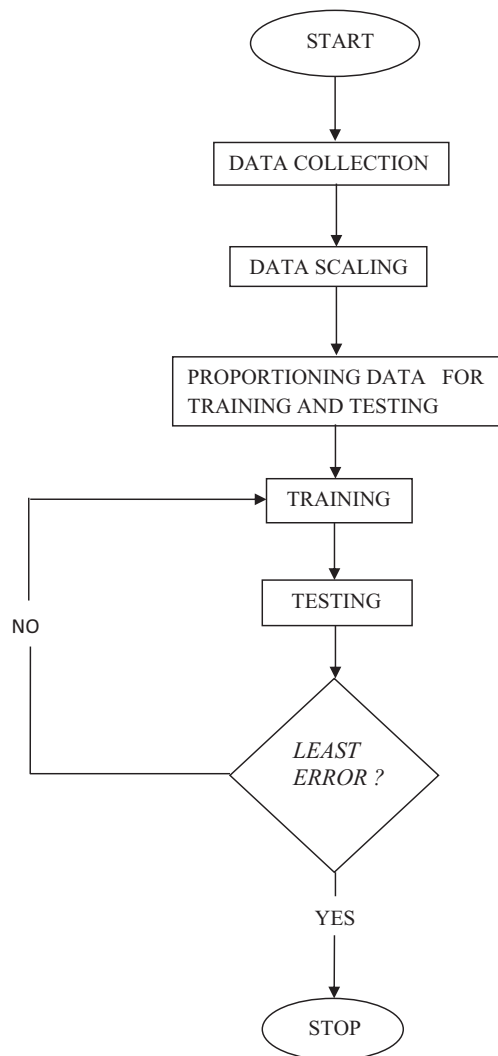 START
DATA COLLECTION
DATA SCALING
PROPORTIONING DATA FOR
TRAINING AND TESTING
TRAINING
TESTING
NO
LEAST
ERROR ?
YES
STOP